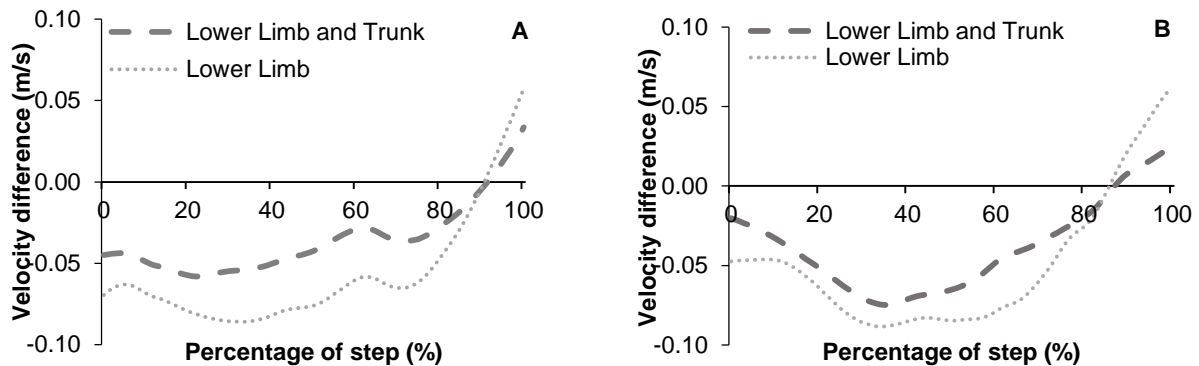 Velocity difference (m/s)
0.10
0.05
0.00
-0.05
-0.10
Lower Limb and Trunk
Lower Limb
A
0 20 40 60 80 100
Percentage of step (%)
Velocity difference (m/s)
0.10
0.05
0.00
-0.05
-0.10
Lower Limb and Trunk
Lower Limb
B
0 20 40 60 80 100
Percentage of step (%)